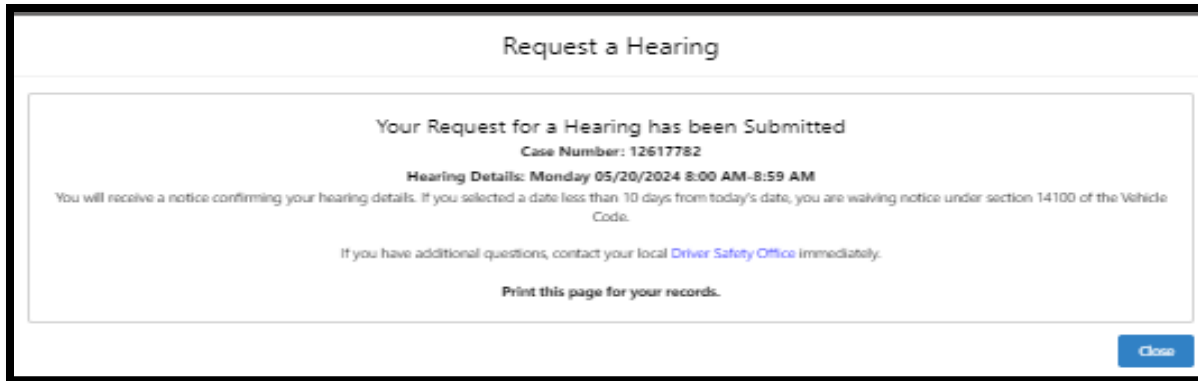 Request a Hearing
Your Request for a Hearing has been Submitted
Case Number: 12617782
Hearing Details: Monday 05/20/2024 8:00 AM-8:59 AM
You will receive a notice confirming your hearing details. If you selected a date less than 10 days from today's date, you are waiving notice under section 14100 of the Vehicle
Code.
If you have additional questions, contact your local Driver Safety Office immediately.
Print this page for your records.
Close